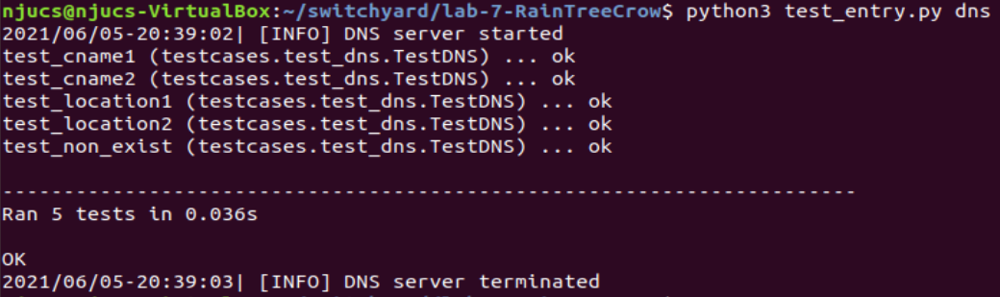 njucs@njucs-VirtualBox:~/switchyard/lab-7-RainTreeCrow$ python3 test_entry.py dns
2021/06/05-20:39:02| [INFO] DNS server started
test_cname1 (testcases.test_dns.TestDNS) ... ok
test_cname2 (testcases.test_dns.TestDNS) ... ok
test_location1 (testcases.test_dns.TestDNS) ... ok
test_location2 (testcases.test_dns.TestDNS) ... ok
test_non_exist (testcases.test_dns.TestDNS) ... ok
----------------------------------------------------------------------
Ran 5 tests in 0.036s
OK
2021/06/05-20:39:03| [INFO] DNS server terminated